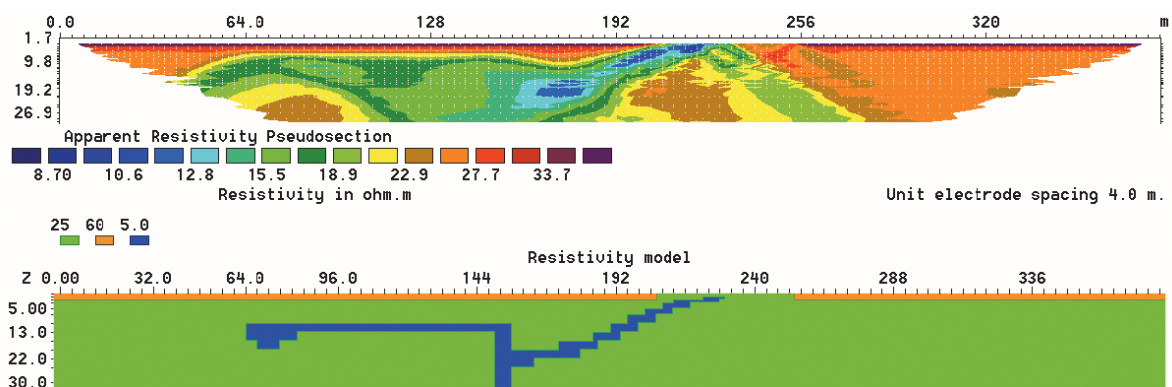 0.0 64.0 128 192 256 320 m
1.7
9.8
19.2
26.9
Apparent Resistivity Pseudosection
8.70 10.6 12.8 15.5 18.9 22.9 27.7 33.7
Resistivity in ohm.m Unit electrode spacing 4.0 m.
25 60 5.0
Resistivity model
Z 0.00 32.0 64.0 96.0 144 192 240 288 336
5.00
13.0
22.0
30.0